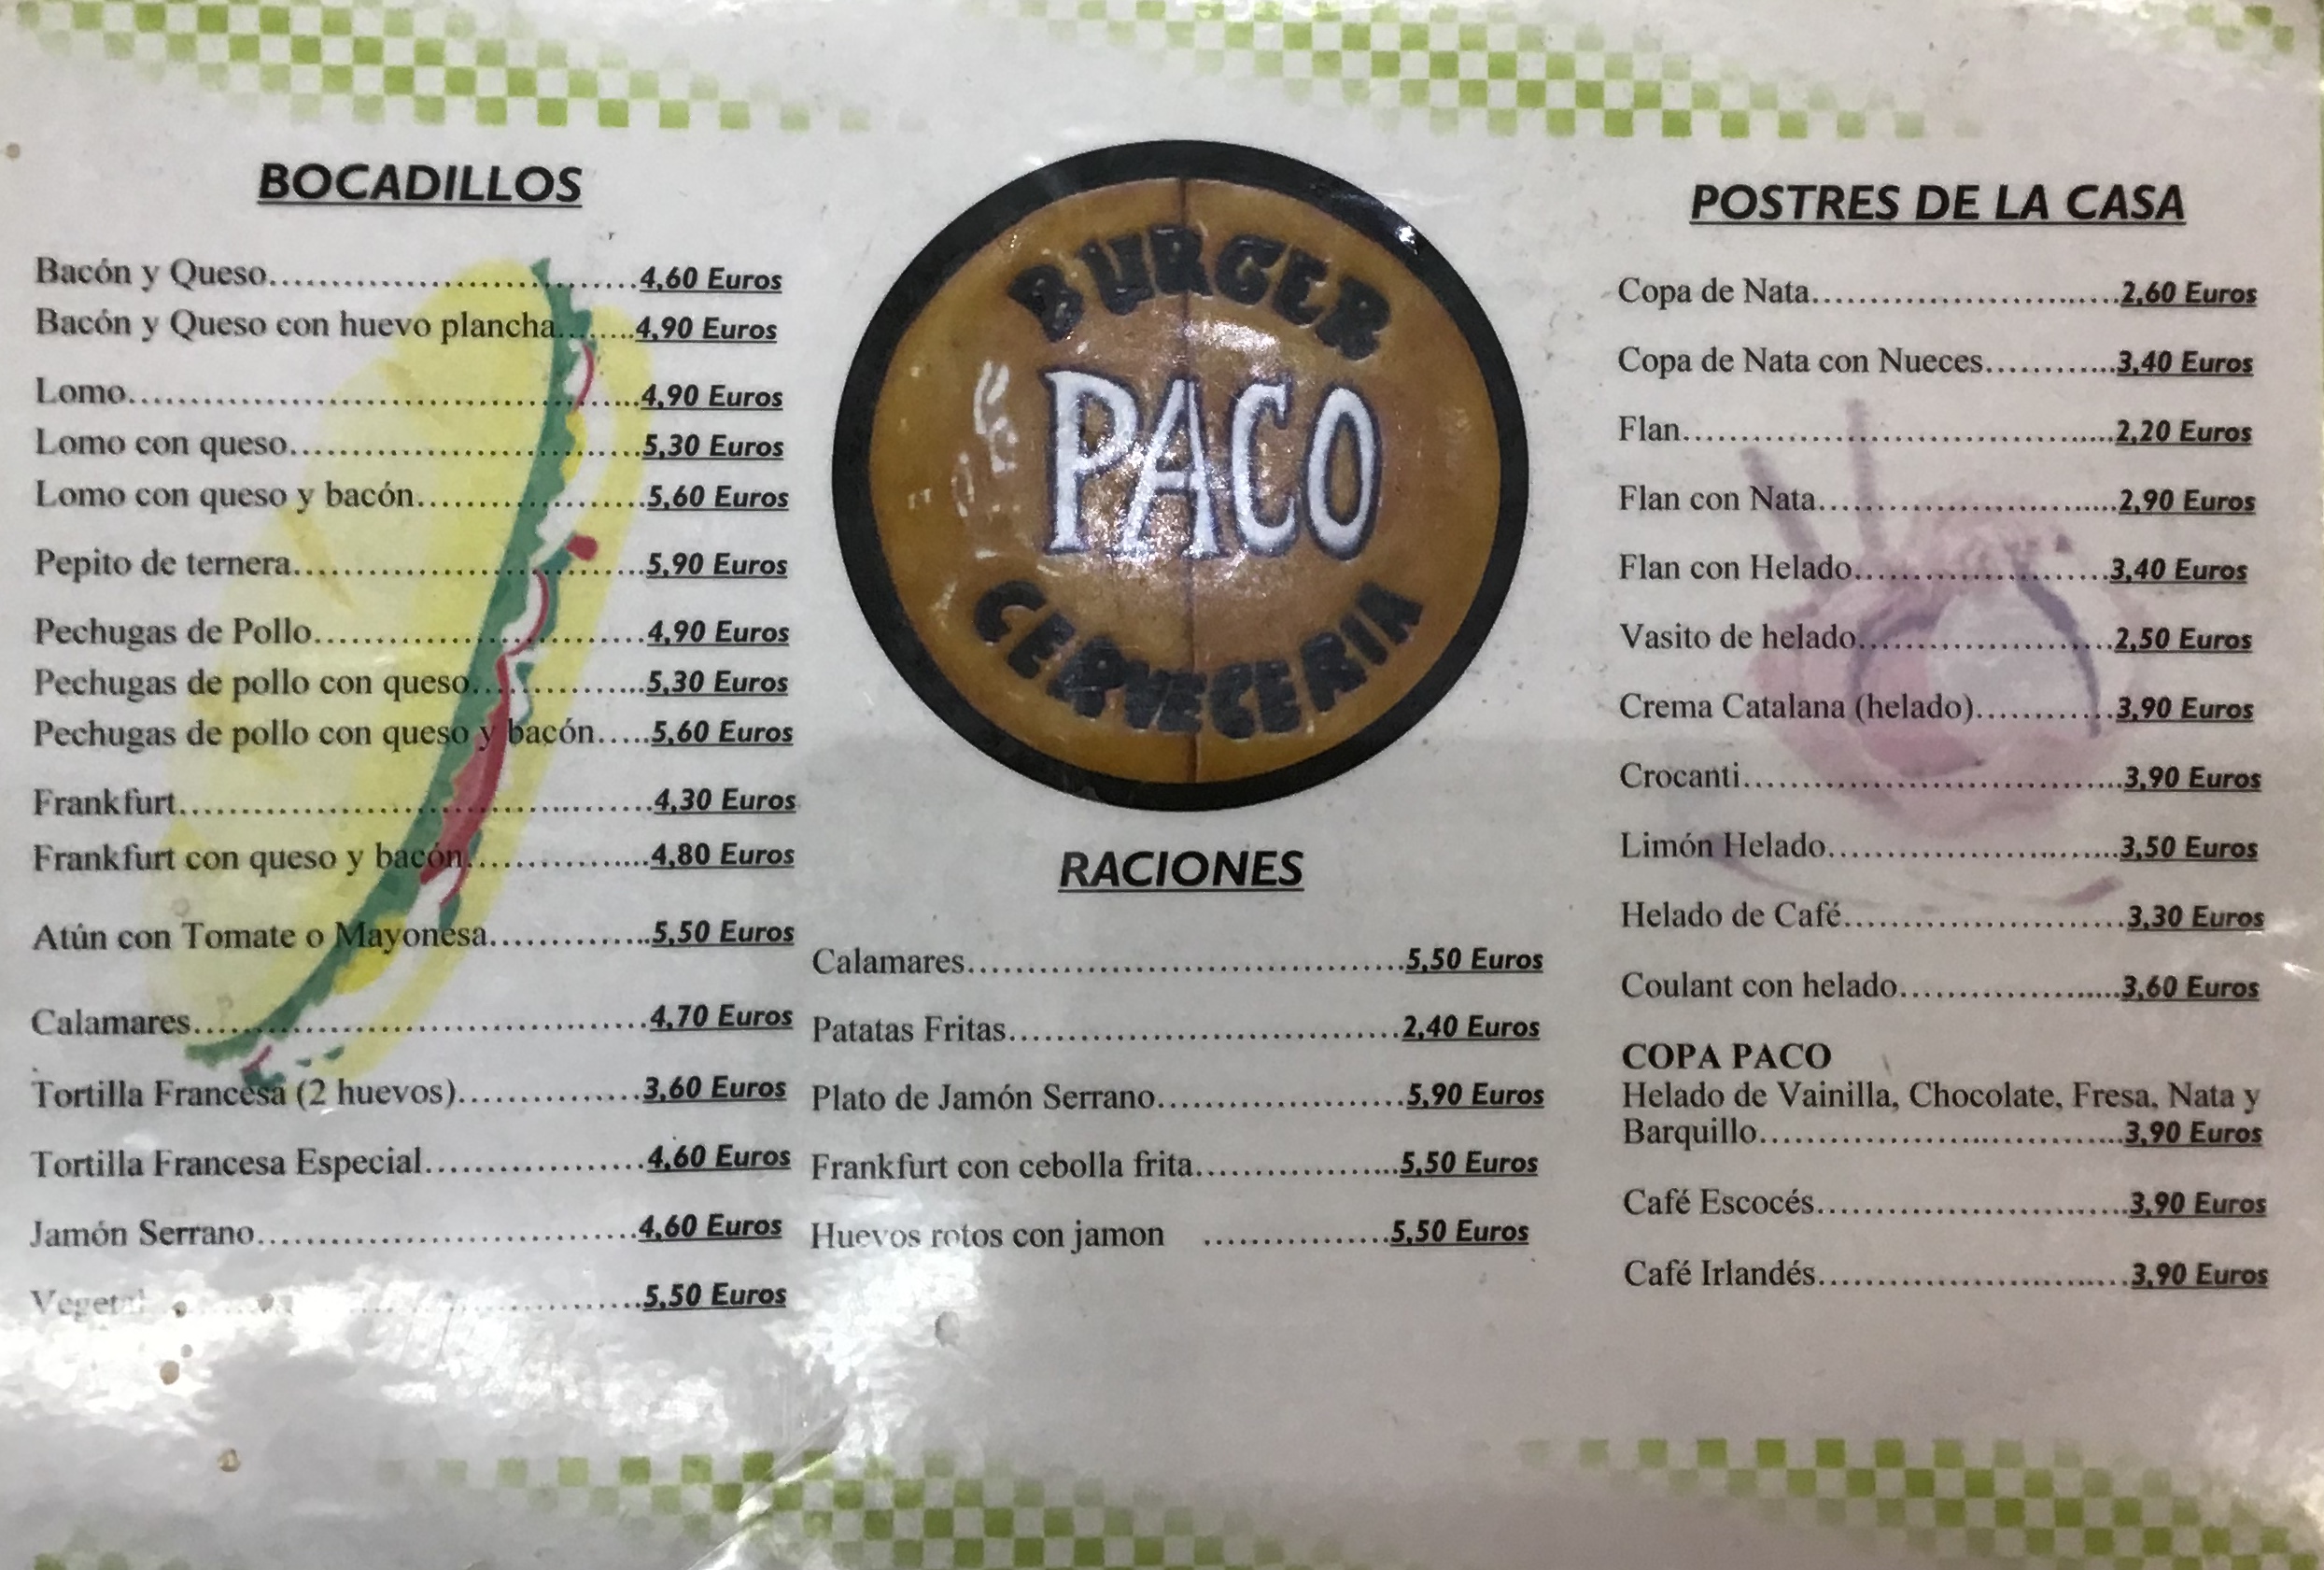 BOCADILLOS
Bacón y Queso........................4,60 Euros
Bacón y Queso con huevo plancha.......4,90 Euros
Lomo........................4,90 Euros
Lomo con queso........................5,30 Euros
Lomo con queso y bacón........................5,60 Euros
Pepito de ternera........................5,90 Euros
Pechugas de Pollo........................4,90 Euros
Pechugas de pollo con queso...............5,30 Euros
Pechugas de pollo con queso y bacón.....5,60 Euros
Frankfurt........................4,30 Euros
Frankfurt con queso y bacón...............4,80 Euros
Atún con Tomate o Mayonesa.............5,50 Euros
Calamares........................4,70 Euros
Tortilla Francesa (2 huevos)...............3,60 Euros
Tortilla Francesa Especial..................4,60 Euros
Jamón Serrano........................4,60 Euros
Vegetal........................5,50 Euros
BURGER
PACO
CERVECERIA
RACIONES
Calamares........................5,50 Euros
Patatas Fritas........................2,40 Euros
Plato de Jamón Serrano....................5,90 Euros
Frankfurt con cebolla frita.................5,50 Euros
Huevos rotos con jamon ................5,50 Euros
POSTRES DE LA CASA
Copa de Nata........................2,60 Euros
Copa de Nata con Nueces...........3,40 Euros
Flan........................2,20 Euros
Flan con Nata........................2,90 Euros
Flan con Helado.....................3,40 Euros
Vasito de helado.....................2,50 Euros
Crema Catalana (helado)............3,90 Euros
Crocanti........................3,90 Euros
Limón Helado........................3,50 Euros
Helado de Café.......................3,30 Euros
Coulant con helado...................3,60 Euros
COPA PACO
Helado de Vainilla, Chocolate, Fresa, Nata y
Barquillo........................3,90 Euros
Café Escocés........................3,90 Euros
Café Irlandés........................3,90 Euros